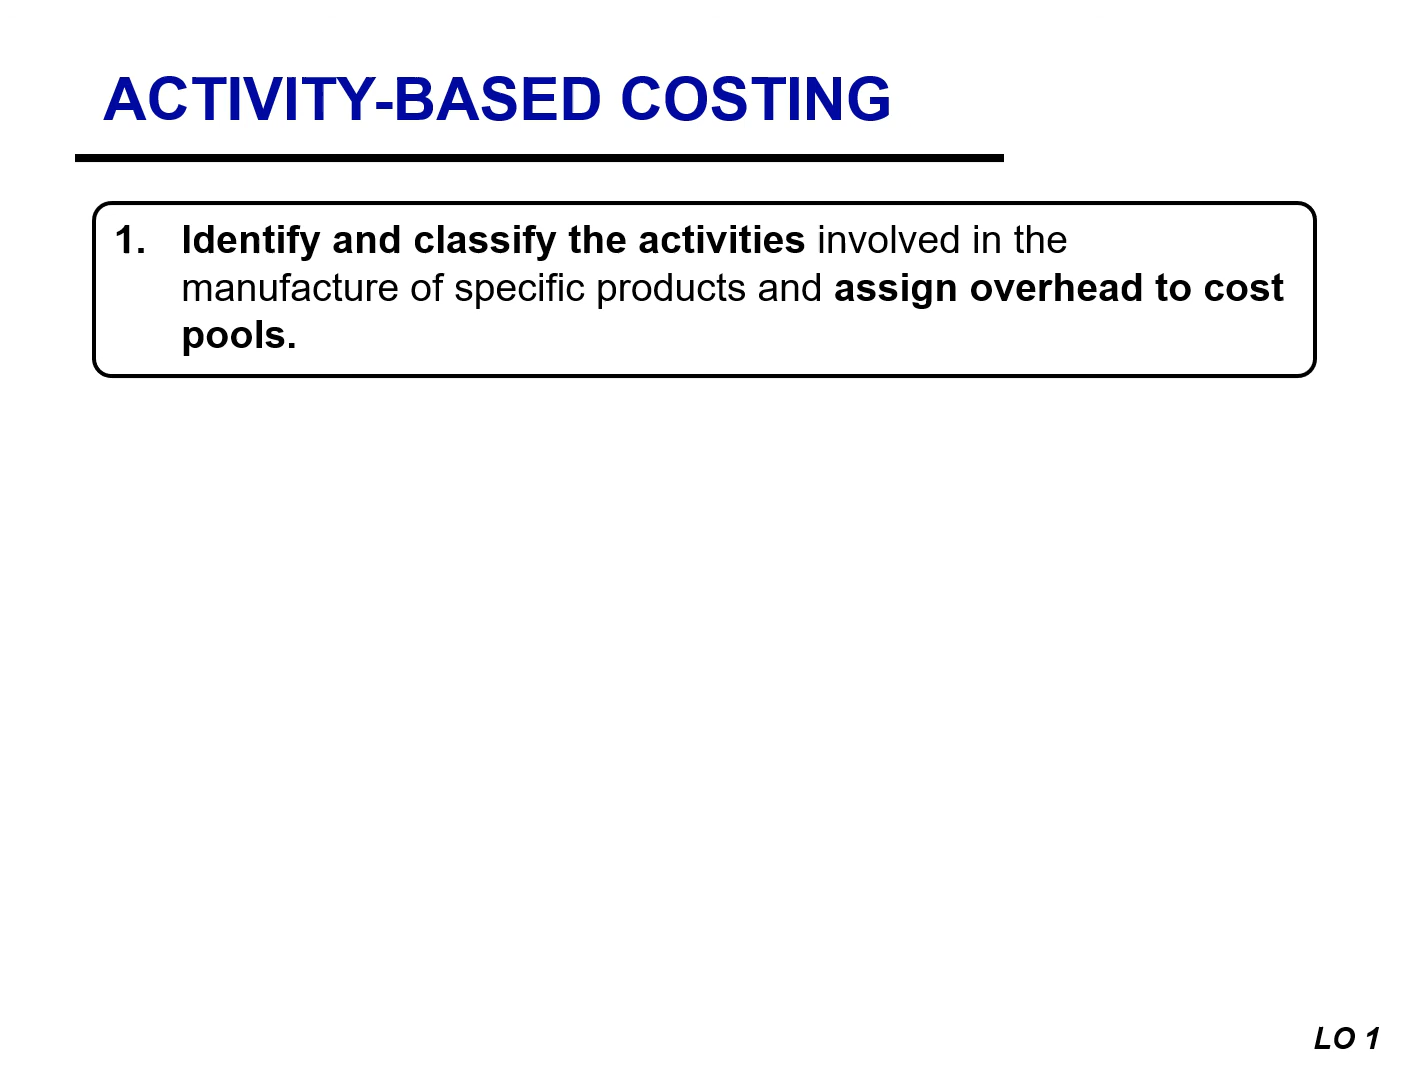 ACTIVITY-BASED COSTING
1. Identify and classify the activities involved in the
manufacture of specific products and assign overhead to cost
pools.
LO 1